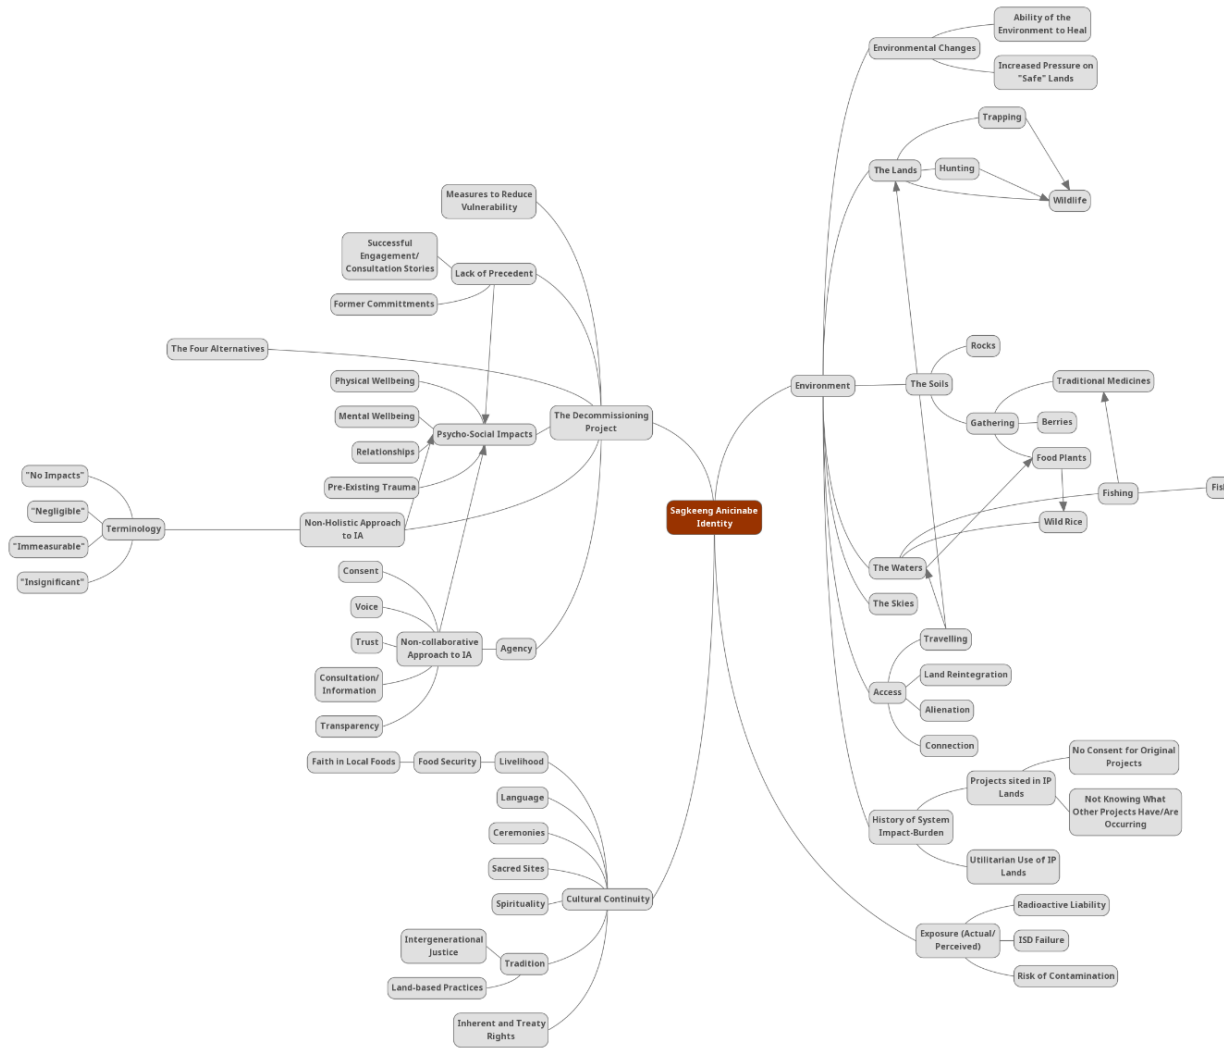 Ability of the
Environment to Heal
Environmental Changes
Increased Pressure on
"Safe" Lands
Trapping
The Lands
Hunting
Wildlife
Measures to Reduce
Vulnerability
Successful
Engagement/
Consultation Stories
Lack of Precedent
Former Committments
The Four Alternatives
Physical Wellbeing
Mental Wellbeing
Psycho-Social Impacts
Relationships
Pre-Existing Trauma
The Decommissioning
Project
"No Impacts"
"Negligible"
"Immeasurable"
"Insignificant"
Terminology
Non-Holistic Approach
to IA
Consent
Voice
Trust
Consultation/
Information
Transparency
Non-collaborative
Approach to IA
Agency
Sagkeeng Anicinabe
Identity
Environment
The Soils
Rocks
Gathering
Traditional Medicines
Berries
Food Plants
Fishing
Wild Rice
The Waters
The Skies
Access
Travelling
Land Reintegration
Alienation
Connection
History of System
Impact-Burden
Projects sited in IP
Lands
No Consent for Original
Projects
Not Knowing What
Other Projects Have/Are
Occurring
Utilitarian Use of IP
Lands
Exposure (Actual/
Perceived)
Radioactive Liability
ISD Failure
Risk of Contamination
Faith in Local Foods
Food Security
Livelihood
Language
Ceremonies
Sacred Sites
Spirituality
Cultural Continuity
Intergenerational
Justice
Tradition
Land-based Practices
Inherent and Treaty
Rights